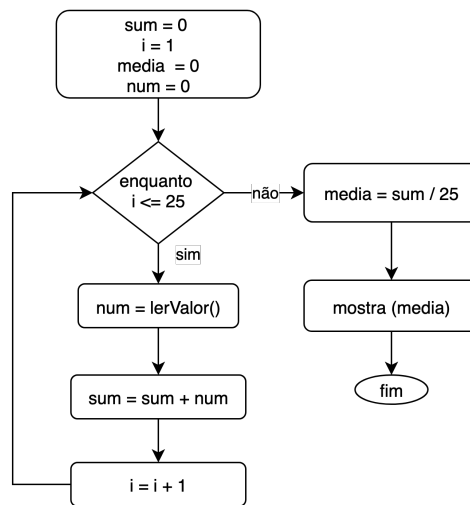 sum = 0
i = 1
media = 0
num = 0
enquanto
i <= 25
não
media = sum / 25
sim
num = lerValor()
mostra (media)
sum = sum + num
fim
i = i + 1